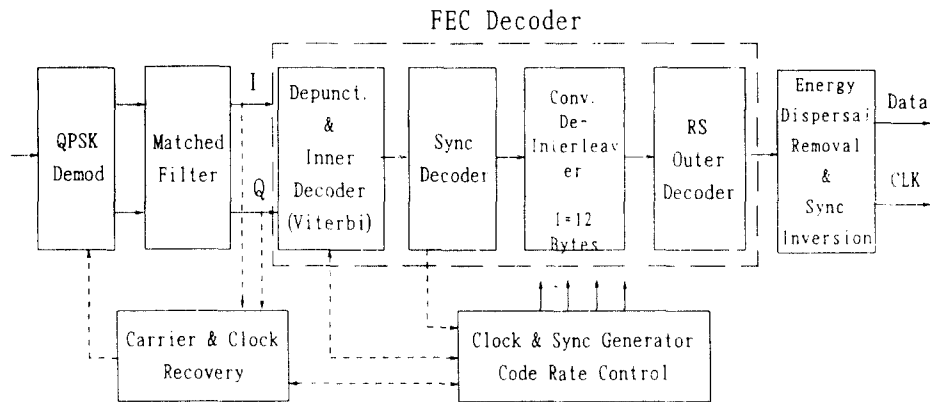 FEC Decoder
QPSK
Demod
Matched
Filter
I
Q
Depunct.
&
Inner
Decoder
(Viterbi)
Sync
Decoder
Conv.
De-
Interleav
er
I=12
Bytes
RS
Outer
Decoder
Energy
Dispersal
Removal
&
Sync
Inversion
Data
CLK
Carrier & Clock
Recovery
Clock & Sync Generator
Code Rate Control